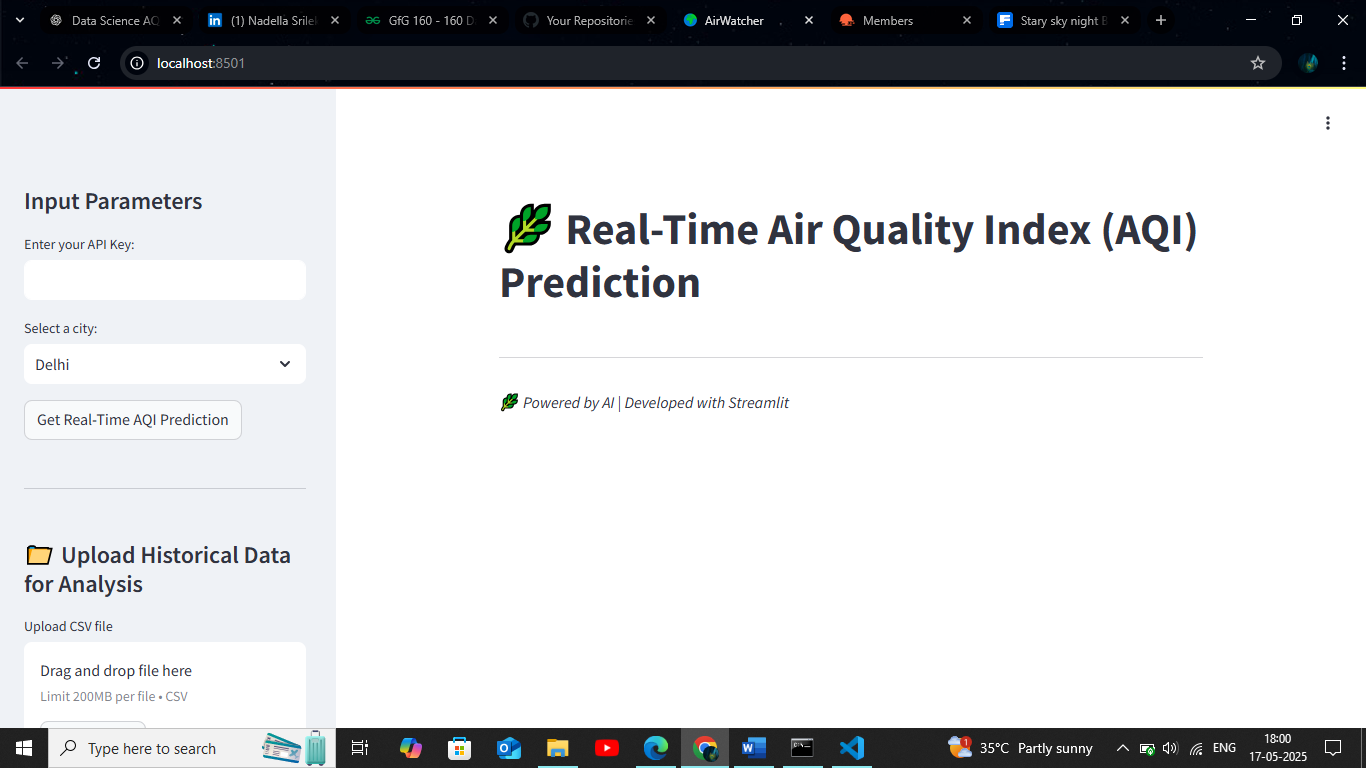 Data Science AQ
(1) Nadella Srilek
GfG 160 - 160 D
Your Repositorie
AirWatcher
Members
Stary sky night B
localhost:8501
Input Parameters
Enter your API Key:
Select a city:
Delhi
Get Real-Time AQI Prediction
Upload Historical Data
for Analysis
Upload CSV file
Drag and drop file here
Limit 200MB per file • CSV
Real-Time Air Quality Index (AQI)
Prediction
Powered by AI | Developed with Streamlit
Type here to search
35°C Partly sunny
ENG
18:00
17-05-2025